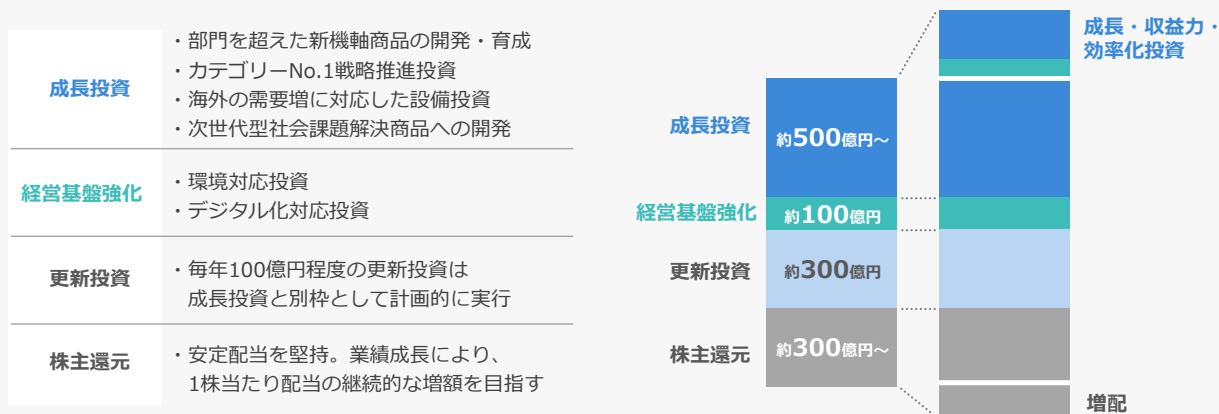 成長投資
・部門を超えた新機軸商品の開発・育成
・カテゴリーNo.1戦略推進投資
・海外の需要増に対応した設備投資
・次世代型社会課題解決商品への開発
経営基盤強化
・環境対応投資
・デジタル化対応投資
更新投資
・毎年100億円程度の更新投資は
成長投資と別枠として計画的に実行
株主還元
・安定配当を堅持。業績成長により、
1株当たり配当の継続的な増額を目指す
成長投資
約500億円～
経営基盤強化
約100億円
更新投資
約300億円
株主還元
約300億円～
成長・収益力・
効率化投資
増配